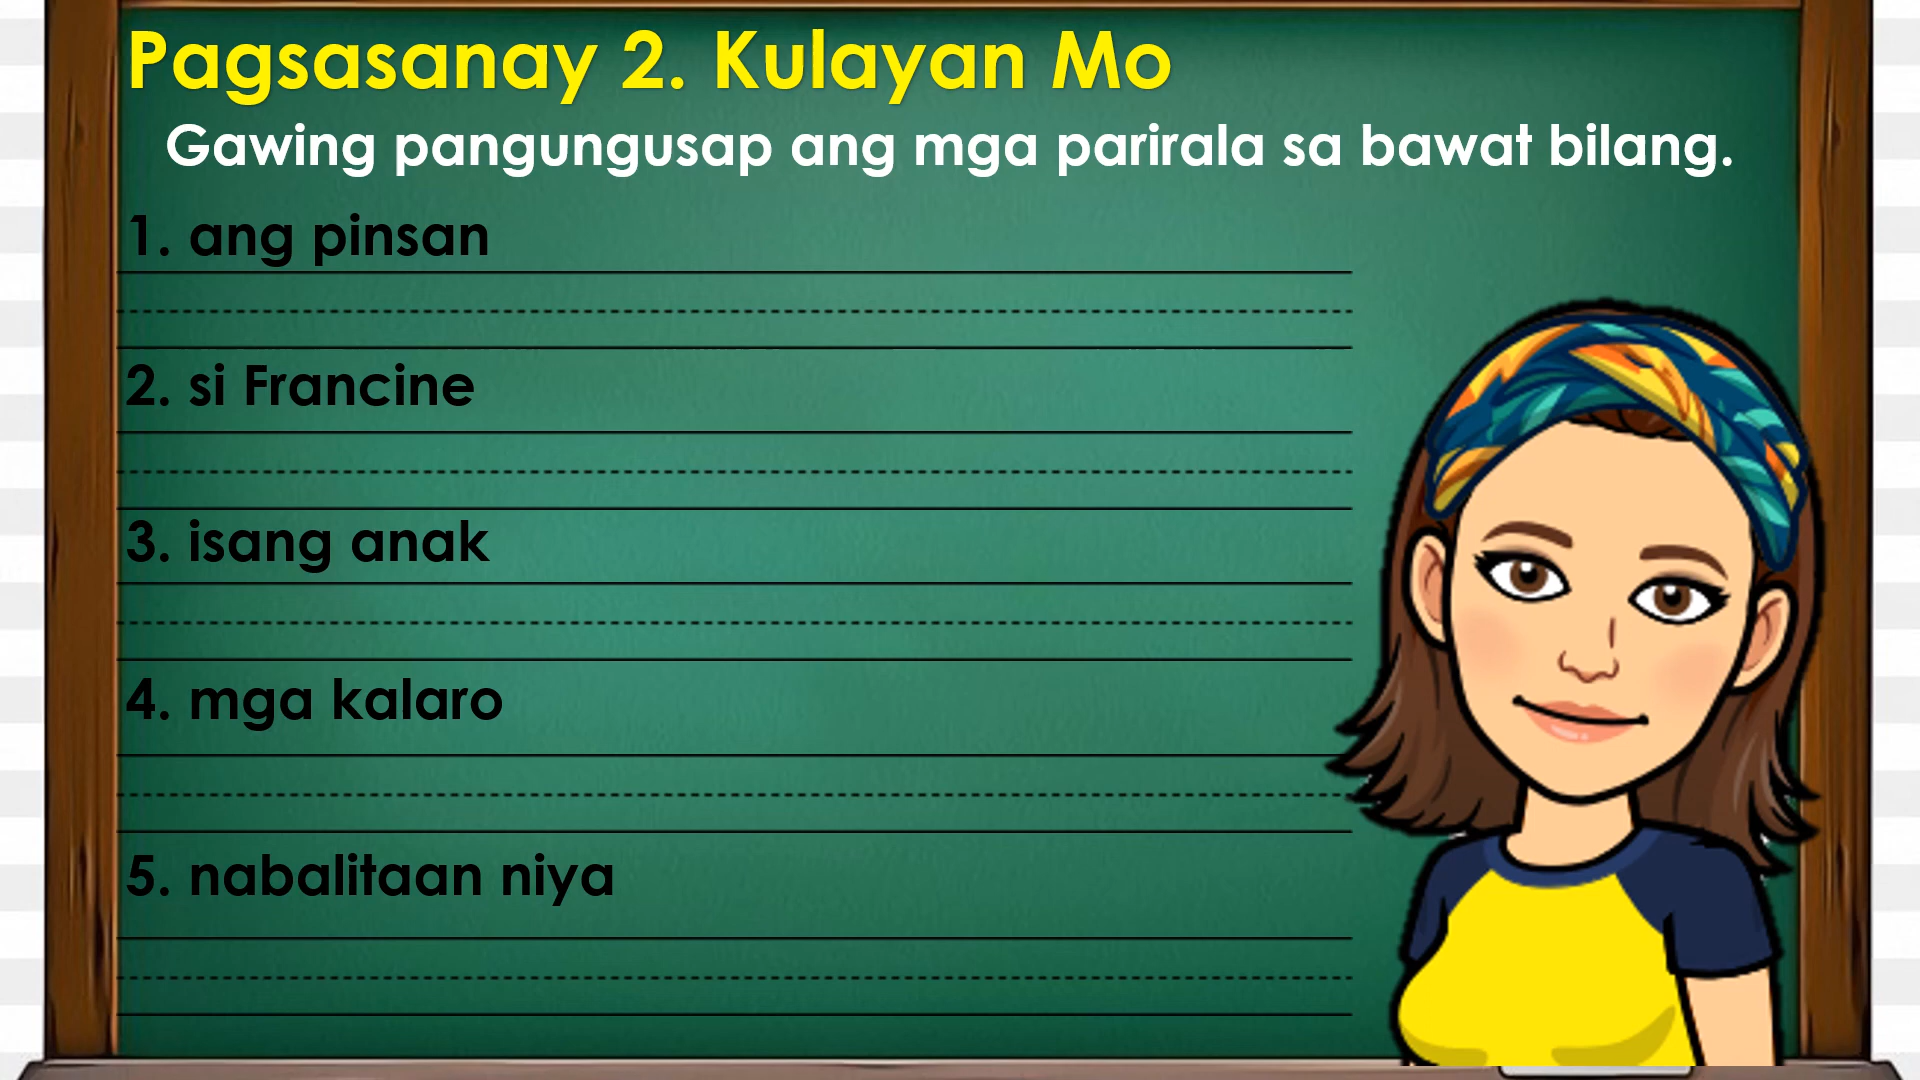 Pagsasanay 2. Kulayan Mo
Gawing pangungusap ang mga parirala sa bawat bilang.
1. ang pinsan
2. si Francine
3. isang anak
4. mga kalaro
5. nabalitaan niya